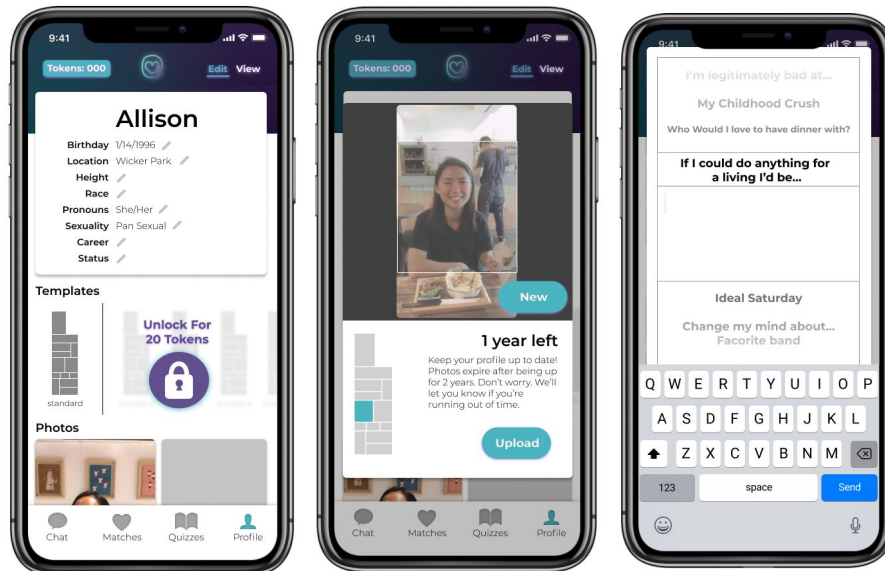 9:41
Tokens: 000
Edit View
Allison
Birthday 1/14/1996
Location Wicker Park
Height
Race
Pronouns She/Her
Sexuality Pan Sexual
Career
Status
Templates
standard
Unlock For
20 Tokens
Photos
Chat Matches Quizzes Profile
9:41
Tokens: 000
Edit View
New
1 year left
Keep your profile up to date!
Photos expire after being up
for 2 years. Don't worry. We'll
let you know if you're
running out of time.
Upload
Chat Matches Quizzes Profile
9:41
I'm legitimately bad at...
My Childhood Crush
Who Would I love to have dinner with?
If I could do anything for
a living I'd be...
Ideal Saturday
Change my mind about...
Facorite band
Q W E R T Y U I O P
A S D F G H J K L
Z X C V B N M
123 space Send